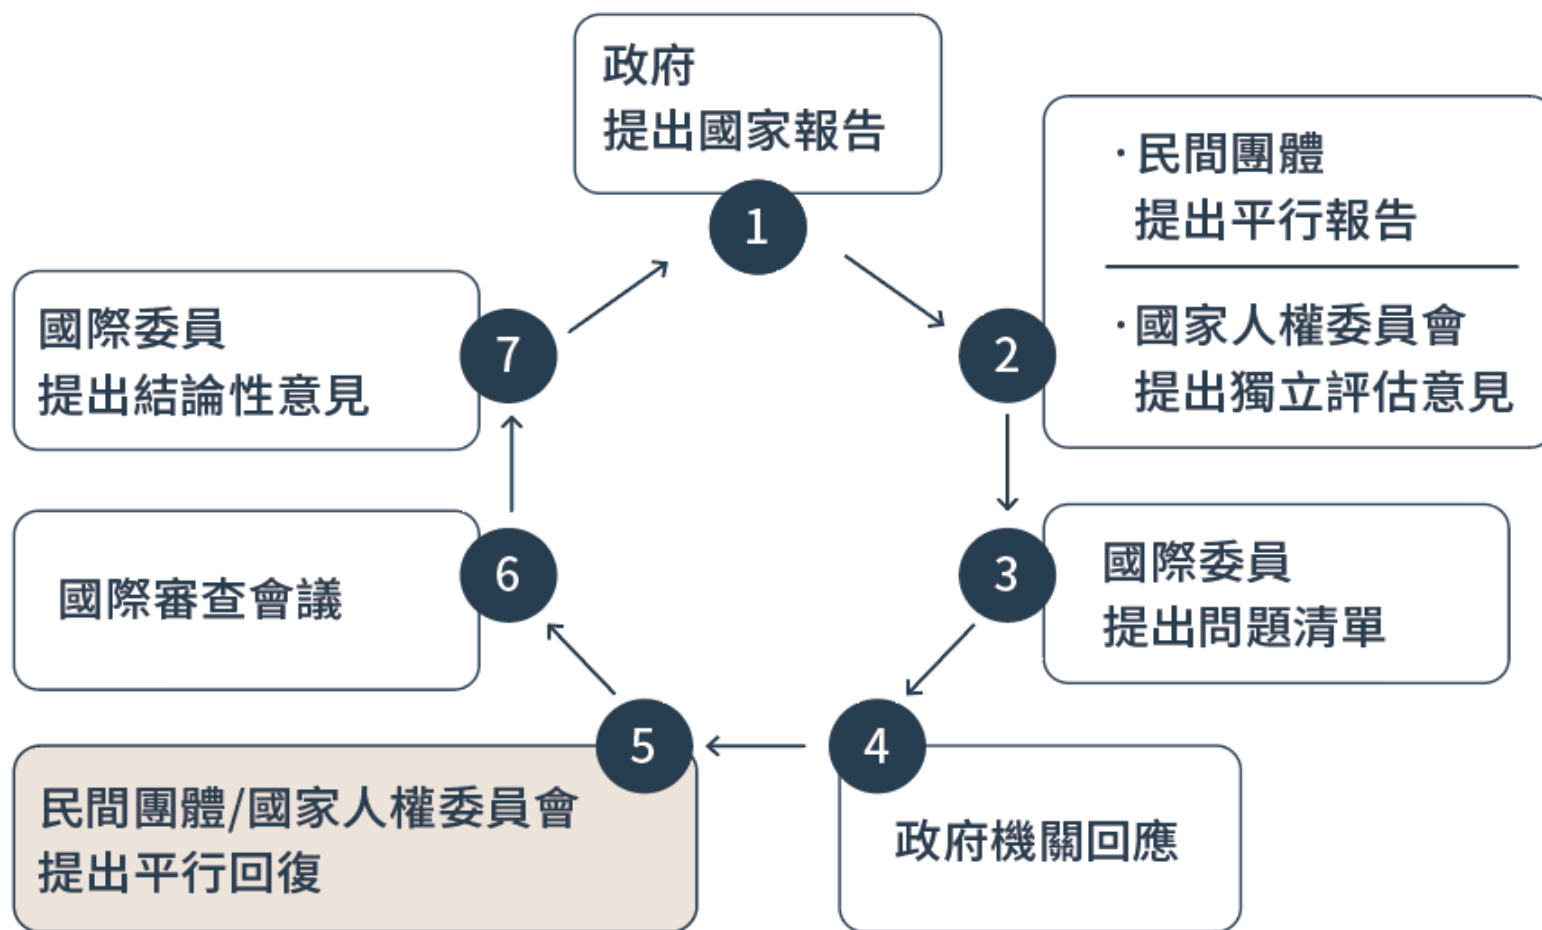 政府
提出國家報告
1
·民間團體
提出平行報告
·國家人權委員會
提出獨立評估意見
2
國際委員
提出問題清單
3
政府機關回應
4
民間團體/國家人權委員會
提出平行回復
5
國際審查會議
6
國際委員
提出結論性意見
7